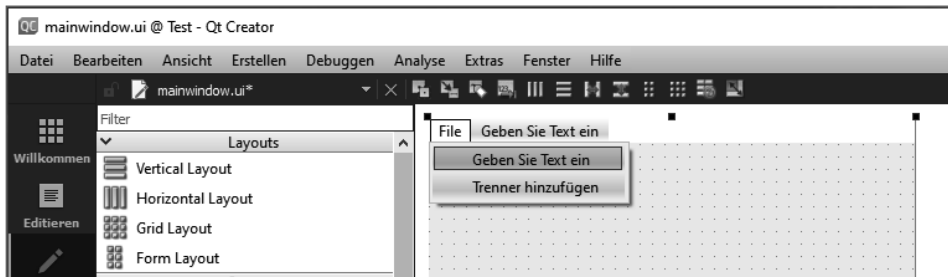 QC mainwindow.ui @ Test - Qt Creator
Datei Bearbeiten Ansicht Erstellen Debuggen Analyse Extras Fenster Hilfe
mainwindow.ui*
Filter
File Geben Sie Text ein
Layouts
Willkommen
Geben Sie Text ein
Vertical Layout
Trenner hinzufügen
Horizontal Layout
Editieren
Grid Layout
Form Layout